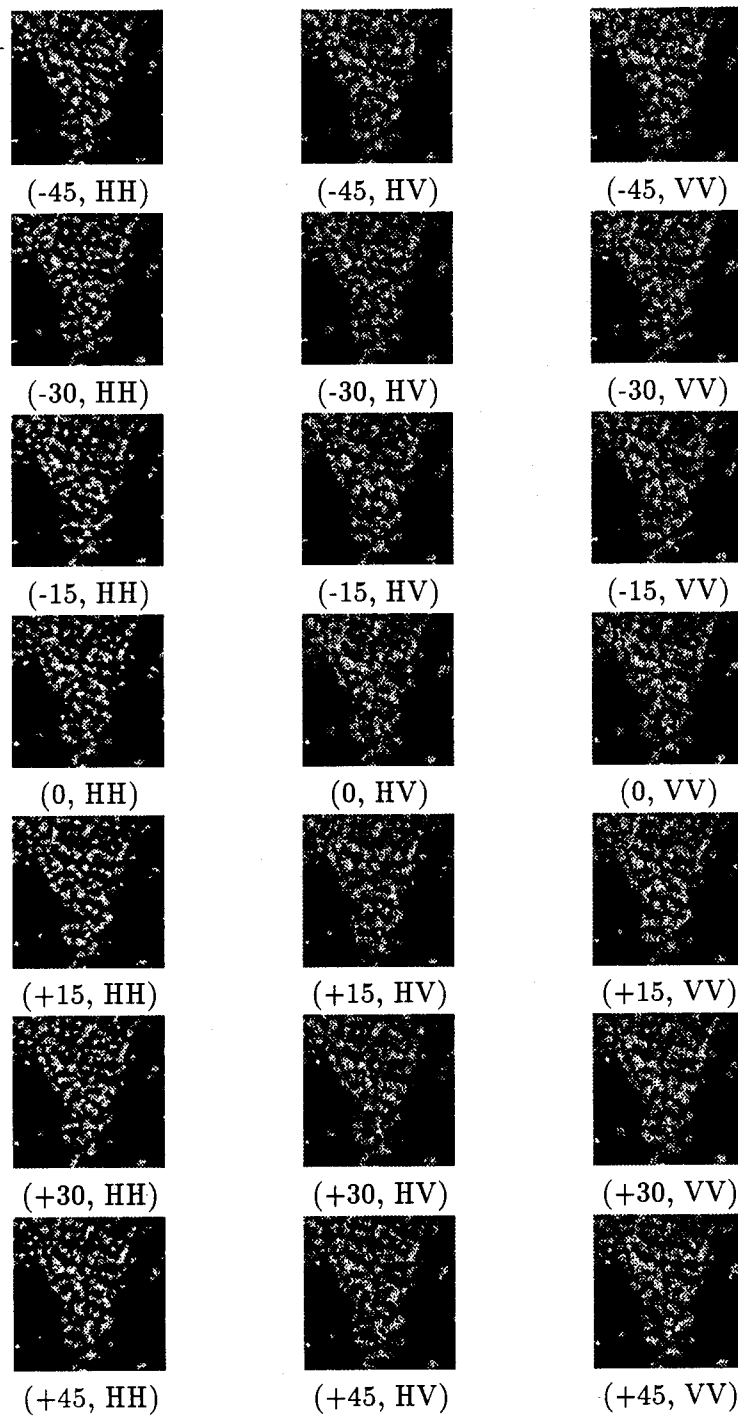 (-45, HH) (-45, HV) (-45, VV)
(-30, HH) (-30, HV) (-30, VV)
(-15, HH) (-15, HV) (-15, VV)
(0, HH) (0, HV) (0, VV)
(+15, HH) (+15, HV) (+15, VV)
(+30, HH) (+30, HV) (+30, VV)
(+45, HH) (+45, HV) (+45, VV)